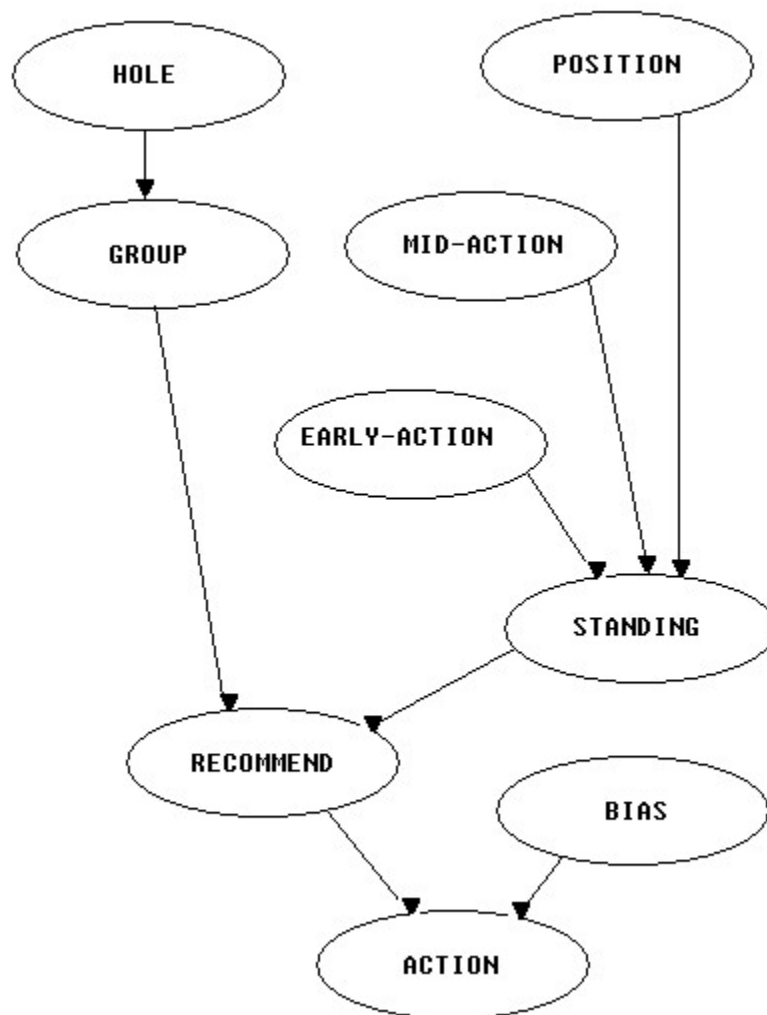 HOLE
POSITION
GROUP
MID-ACTION
EARLY-ACTION
STANDING
RECOMMEND
BIAS
ACTION